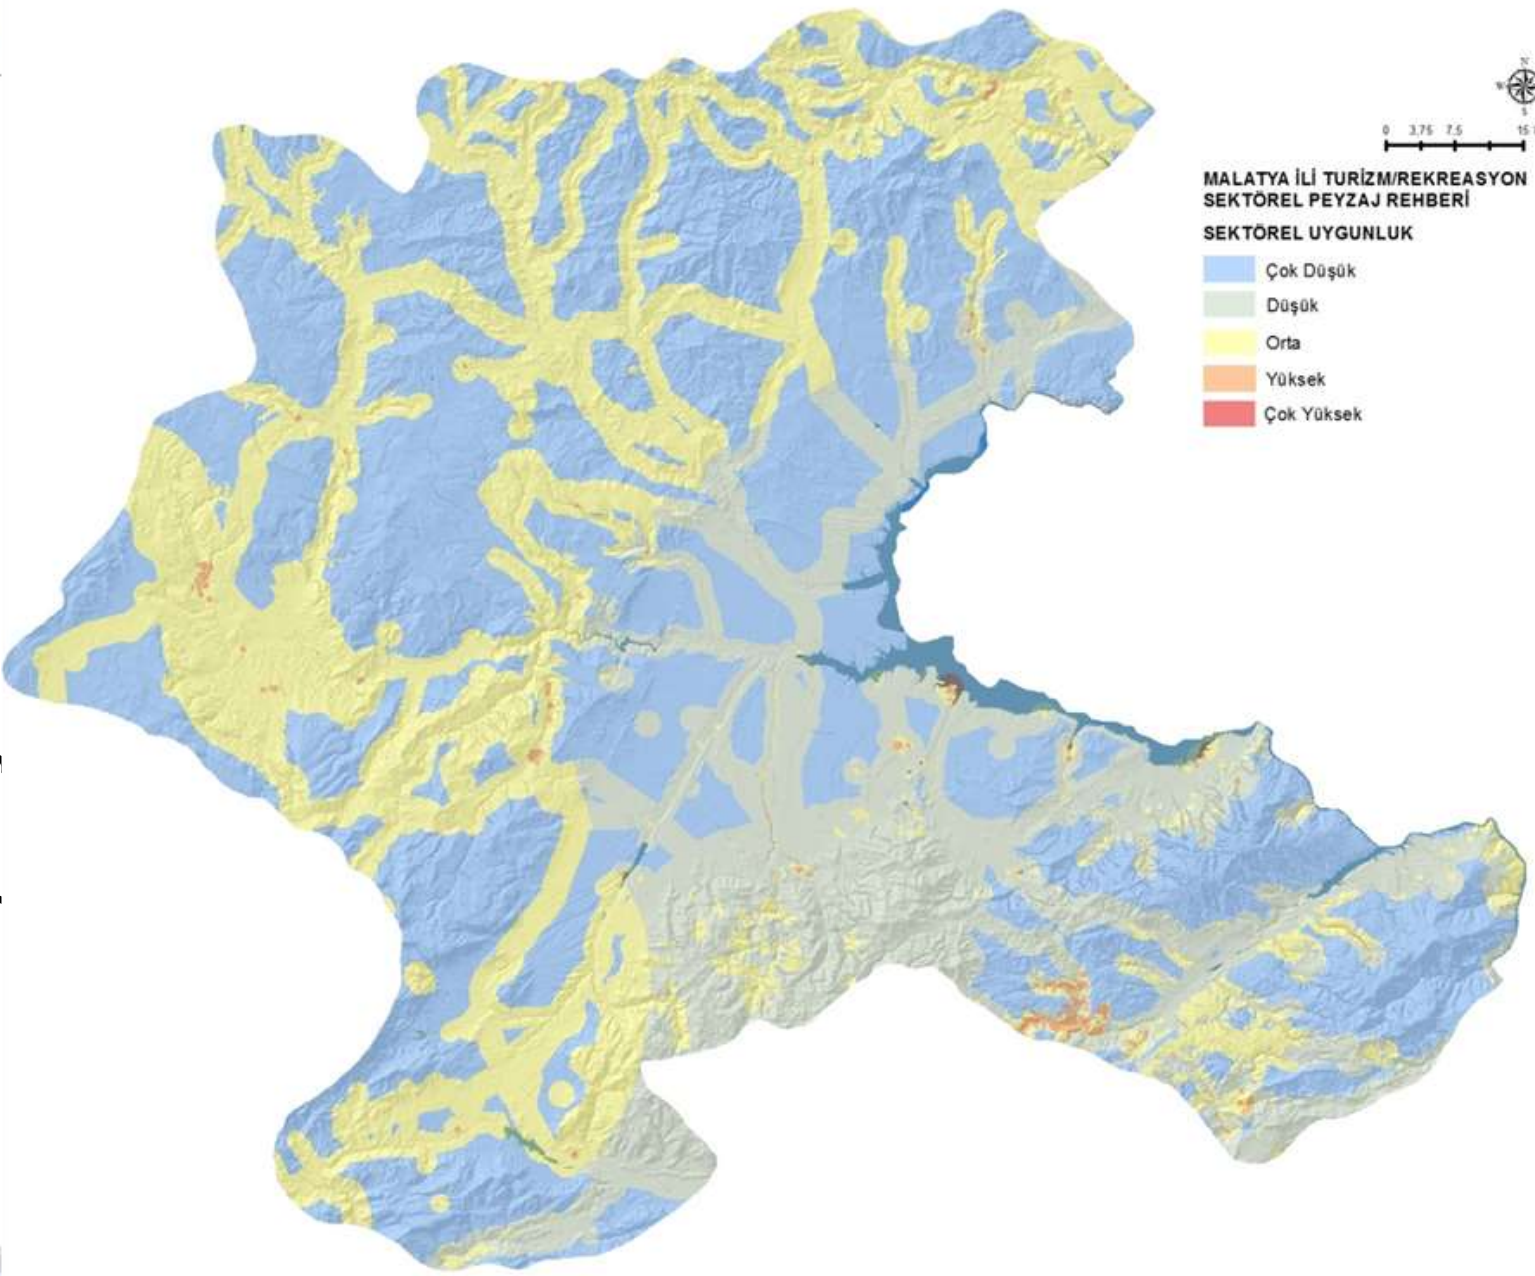 N
W
S
0 3,75 7,5 15
MALATYA İLİ TURİZM/REKREASYON
SEKTÖREL PEYZAJ REHBERİ
SEKTÖREL UYGUNLUK
Çok Düşük
Düşük
Orta
Yüksek
Çok Yüksek